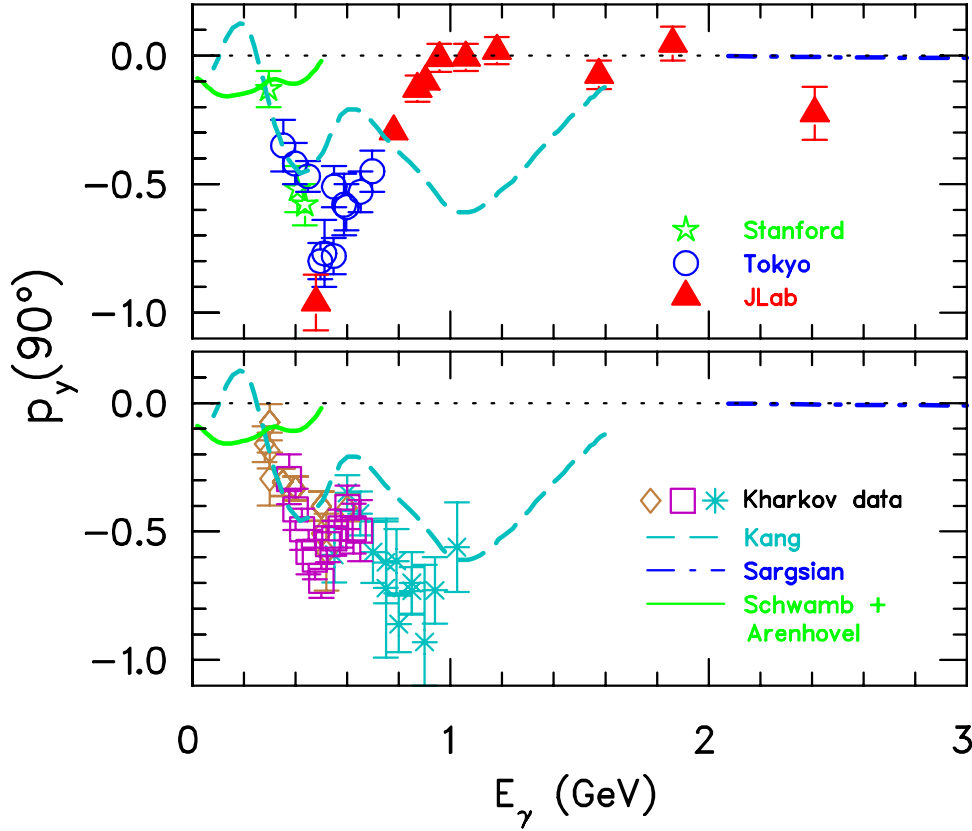 0.0
−0.5
−1.0
Stanford
Tokyo
JLab
p_y(90°)
0.0
−0.5
−1.0
Kharkov data
Kang
Sargsian
Schwamb +
Arenhovel
0 1 2 3
E_γ (GeV)